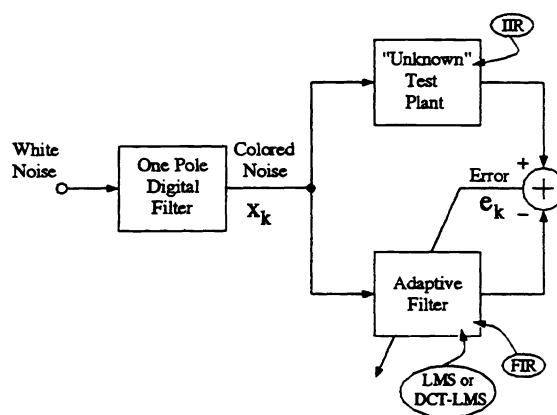 IIR
"Unknown"
Test
Plant
White
Noise
One Pole
Digital
Filter
Colored
Noise
x_k
Error
e_k
+
+
−
Adaptive
Filter
LMS or
DCT-LMS
FIR